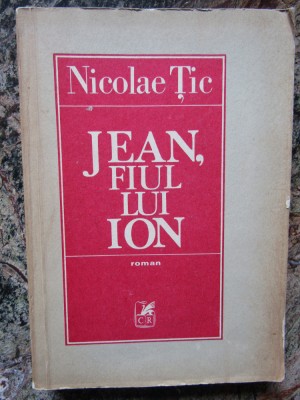 Nicolae Țic
JEAN,
FIUL
LUI
ION
roman
C R